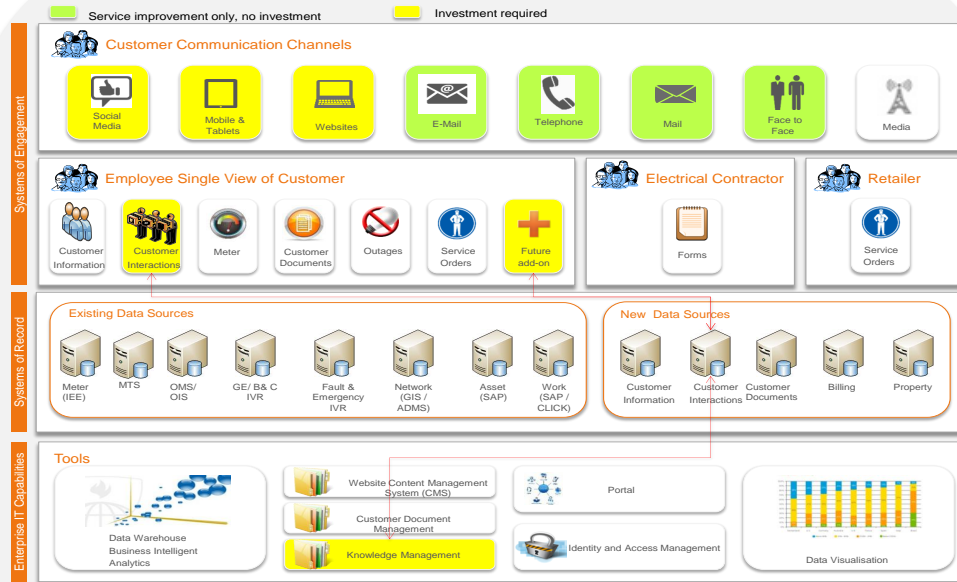 Service improvement only, no investment
Investment required
Systems of Engagement
Customer Communication Channels
Social
Media
Mobile &
Tablets
Websites
E-Mail
Telephone
Mail
Face to
Face
Media
Employee Single View of Customer
Customer
Information
Customer
Interactions
Meter
Customer
Documents
Outages
Service
Orders
Future
add-on
Electrical Contractor
Forms
Retailer
Service
Orders
Systems of Record
Existing Data Sources
Meter
(IEE)
MTS
OMS/
OIS
GE/ B& C
IVR
Fault &
Emergency
IVR
Network
(GIS /
ADMS)
Asset
(SAP)
Work
(SAP /
CLICK)
New Data Sources
Customer
Information
Customer
Interactions
Customer
Documents
Billing
Property
Enterprise IT Capabilities
Tools
Data Warehouse
Business Intelligent
Analytics
Website Content Management
System (CMS)
Customer Document
Management
Knowledge Management
Portal
Identity and Access Management
Data Visualisation